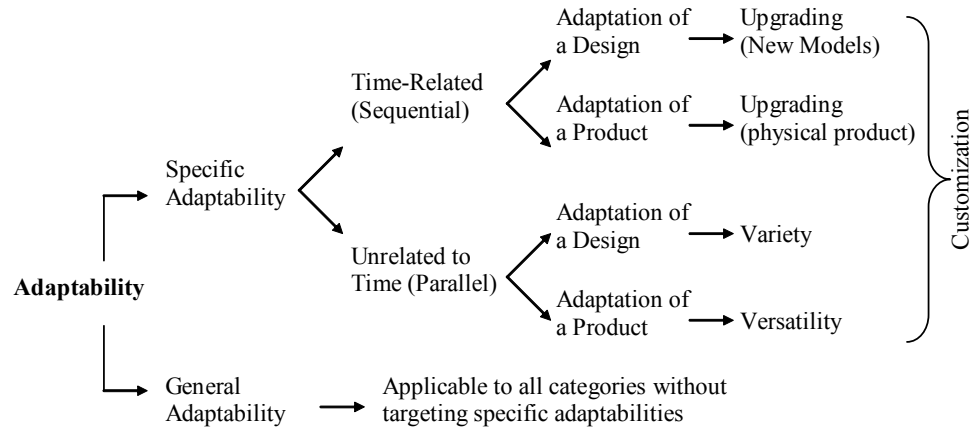 Adaptability
Specific
Adaptability
Time-Related
(Sequential)
Adaptation of
a Design
Upgrading
(New Models)
Adaptation of
a Product
Upgrading
(physical product)
Unrelated to
Time (Parallel)
Adaptation of
a Design
Variety
Adaptation of
a Product
Versatility
Customization
General
Adaptability
Applicable to all categories without
targeting specific adaptabilities